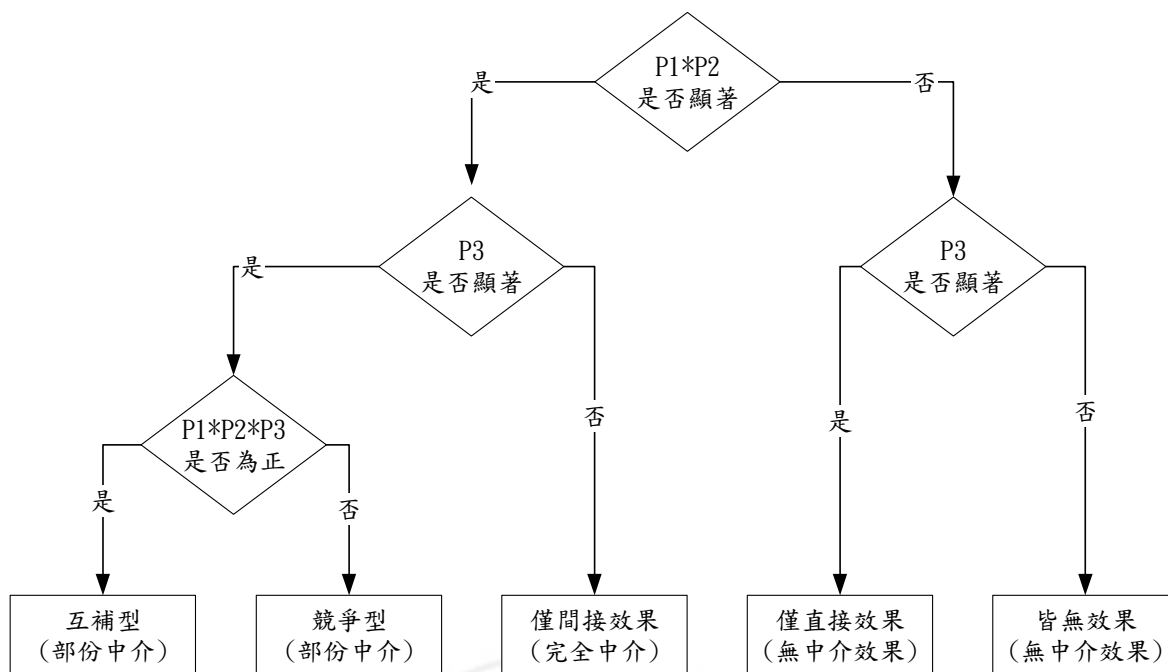 P1*P2
是否顯著
是
否
P3
是否顯著
P3
是否顯著
是
否
是
否
P1*P2*P3
是否為正
是
否
互補型
(部份中介)
競爭型
(部份中介)
僅間接效果
(完全中介)
僅直接效果
(無中介效果)
皆無效果
(無中介效果)